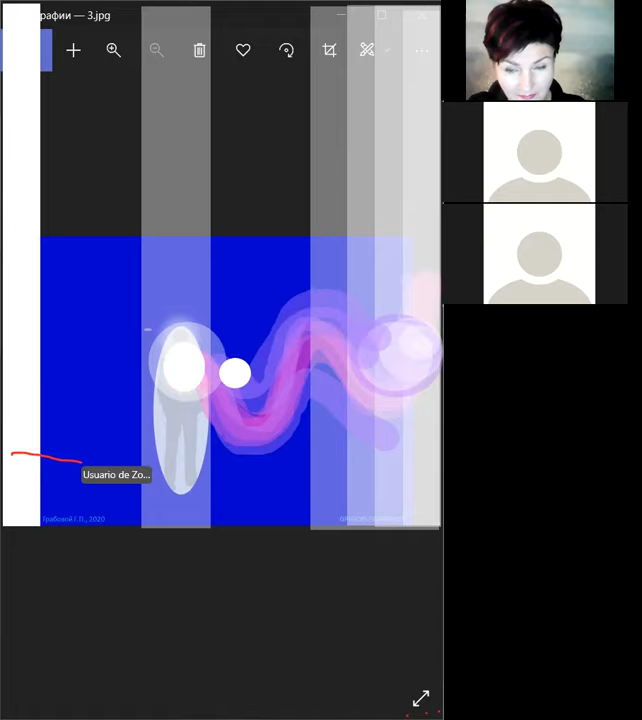 рафии — 3.jpg
Usuario de Zo...
Грабовой Г.П., 2020